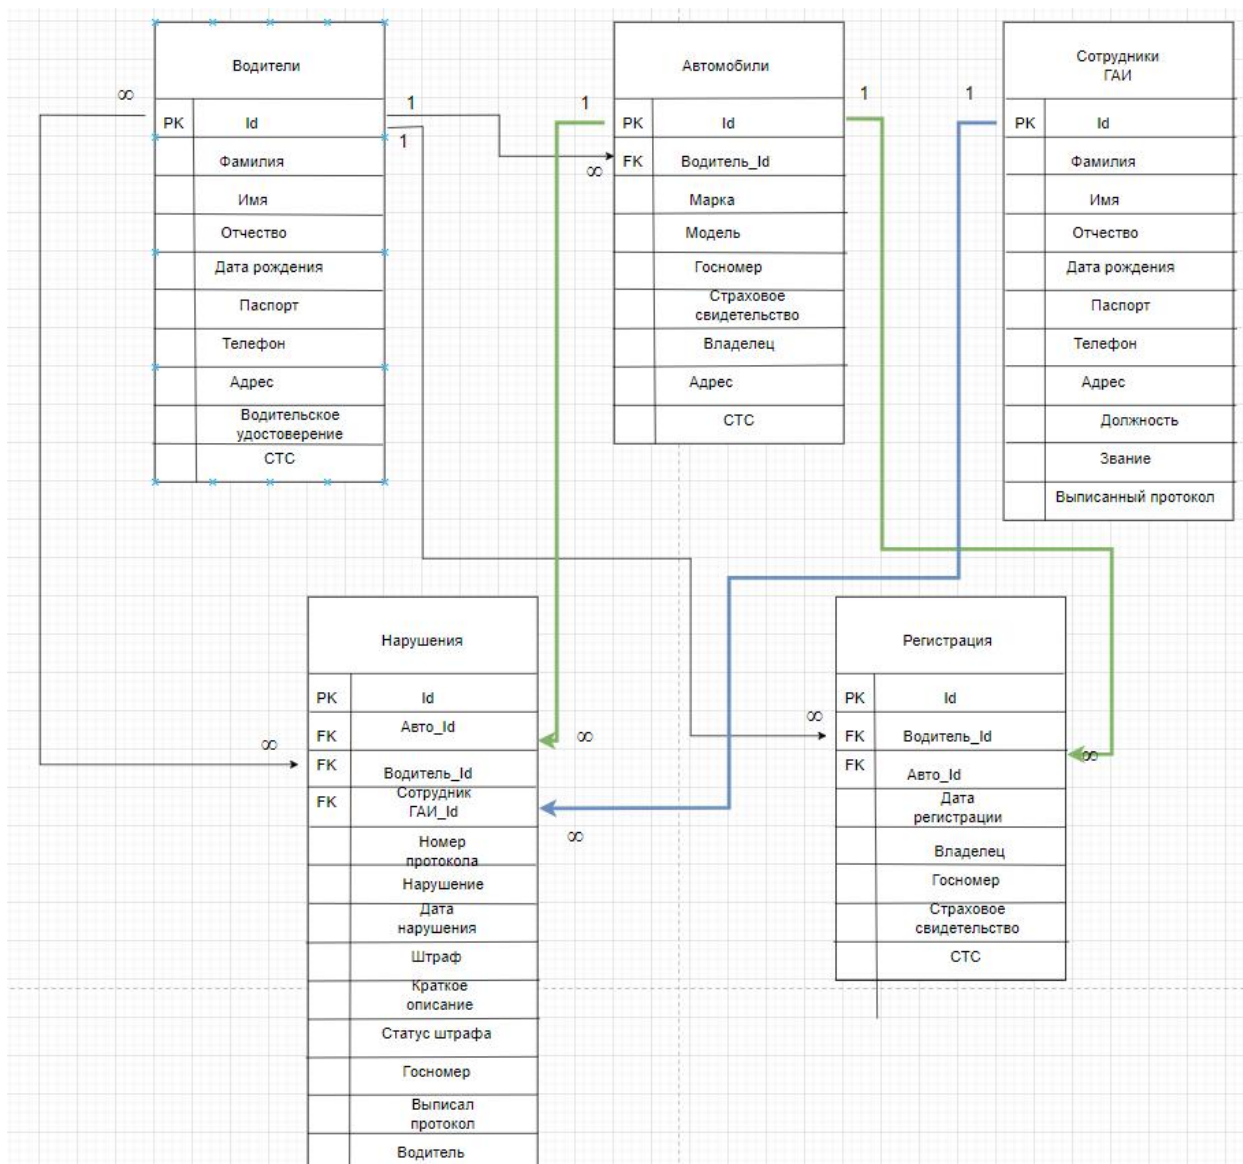 Водители
∞
1
1
PK
Id
Фамилия
Имя
Отчество
Дата рождения
Паспорт
Телефон
Адрес
Водительское
удостоверение
СТС
Автомобили
1
1
∞
PK
Id
FK
Водитель_Id
Марка
Модель
Госномер
Страховое
свидетельство
Владелец
Адрес
СТС
Сотрудники
ГАИ
1
PK
Id
Фамилия
Имя
Отчество
Дата рождения
Паспорт
Телефон
Адрес
Должность
Звание
Выписанный протокол
Нарушения
PK
Id
FK
Авто_Id
∞
∞
FK
Водитель_Id
FK
Сотрудник
ГАИ_Id
∞
Номер
протокола
Нарушение
Дата
нарушения
Штраф
Краткое
описание
Статус штрафа
Госномер
Выписал
протокол
Водитель
Регистрация
PK
Id
∞
FK
Водитель_Id
∞
FK
Авто_Id
Дата
регистрации
Владелец
Госномер
Страховое
свидетельство
СТС